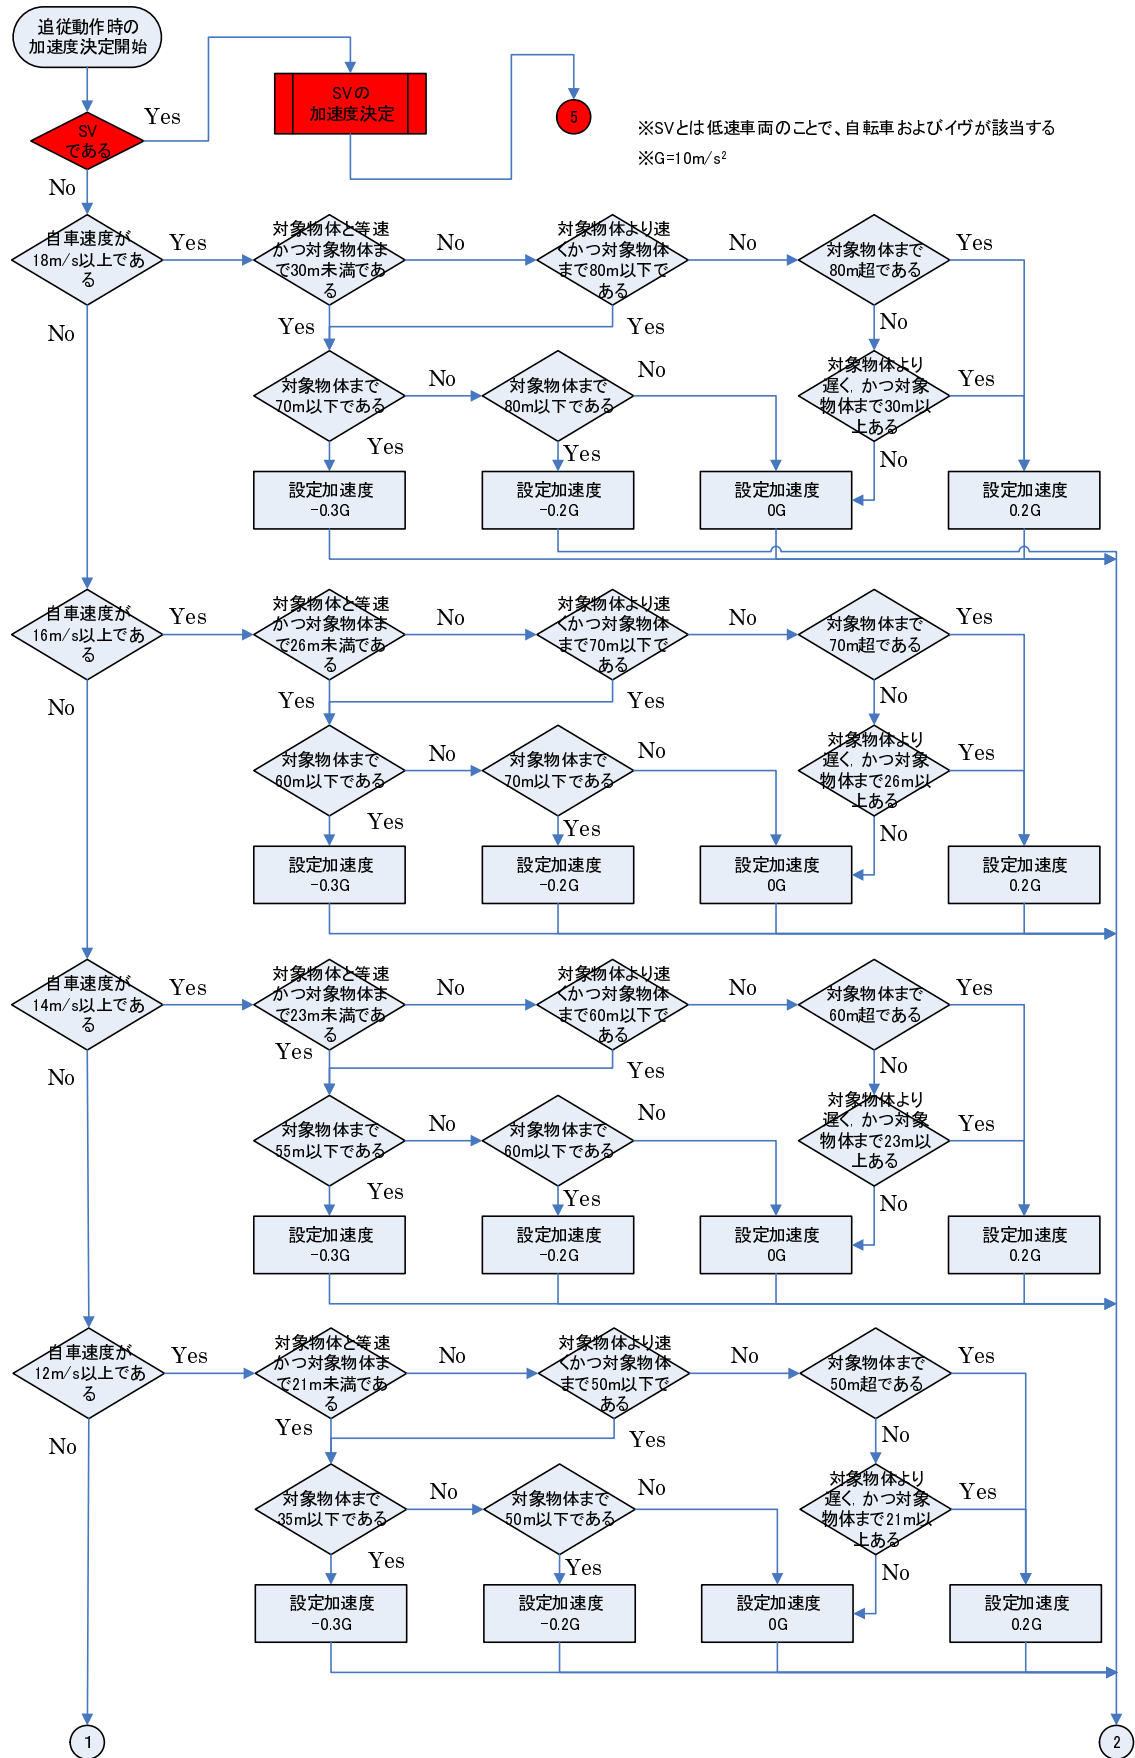 追従動作時の
加速度決定開始
SV
である
Yes
No
SVの
加速度決定
5
※SVとは低速車両のことで、自転車およびイヴが該当する
※G=10m/s²
自車速度が
18m/s以上であ
る
Yes
No
対象物体と等速
かつ対象物体ま
で30m未満であ
る
No
Yes
対象物体より速
くかつ対象物体
まで80m以下で
ある
No
Yes
対象物体まで
80m超である
Yes
No
対象物体まで
70m以下である
No
Yes
対象物体まで
80m以下である
No
Yes
対象物体より
遅く,かつ対象
物体まで30m以
上ある
Yes
No
設定加速度
-0.3G
設定加速度
-0.2G
設定加速度
0G
設定加速度
0.2G
自車速度が
16m/s以上であ
る
Yes
No
対象物体と等速
かつ対象物体ま
で26m未満であ
る
No
Yes
対象物体より速
くかつ対象物体
まで70m以下で
ある
No
Yes
対象物体まで
70m超である
Yes
No
対象物体まで
60m以下である
No
Yes
対象物体まで
70m以下である
No
Yes
対象物体より
遅く,かつ対象
物体まで26m以
上ある
Yes
No
設定加速度
-0.3G
設定加速度
-0.2G
設定加速度
0G
設定加速度
0.2G
自車速度が
14m/s以上であ
る
Yes
No
対象物体と等速
かつ対象物体ま
で23m未満であ
る
No
Yes
対象物体より速
くかつ対象物体
まで60m以下で
ある
No
Yes
対象物体まで
60m超である
Yes
No
対象物体まで
55m以下である
No
Yes
対象物体まで
60m以下である
No
Yes
対象物体より
遅く,かつ対象
物体まで23m以
上ある
Yes
No
設定加速度
-0.3G
設定加速度
-0.2G
設定加速度
0G
設定加速度
0.2G
自車速度が
12m/s以上であ
る
Yes
No
対象物体と等速
かつ対象物体ま
で21m未満であ
る
No
Yes
対象物体より速
くかつ対象物体
まで50m以下で
ある
No
Yes
対象物体まで
50m超である
Yes
No
対象物体まで
35m以下である
No
Yes
対象物体まで
50m以下である
No
Yes
対象物体より
遅く,かつ対象
物体まで21m以
上ある
Yes
No
設定加速度
-0.3G
設定加速度
-0.2G
設定加速度
0G
設定加速度
0.2G
1
2